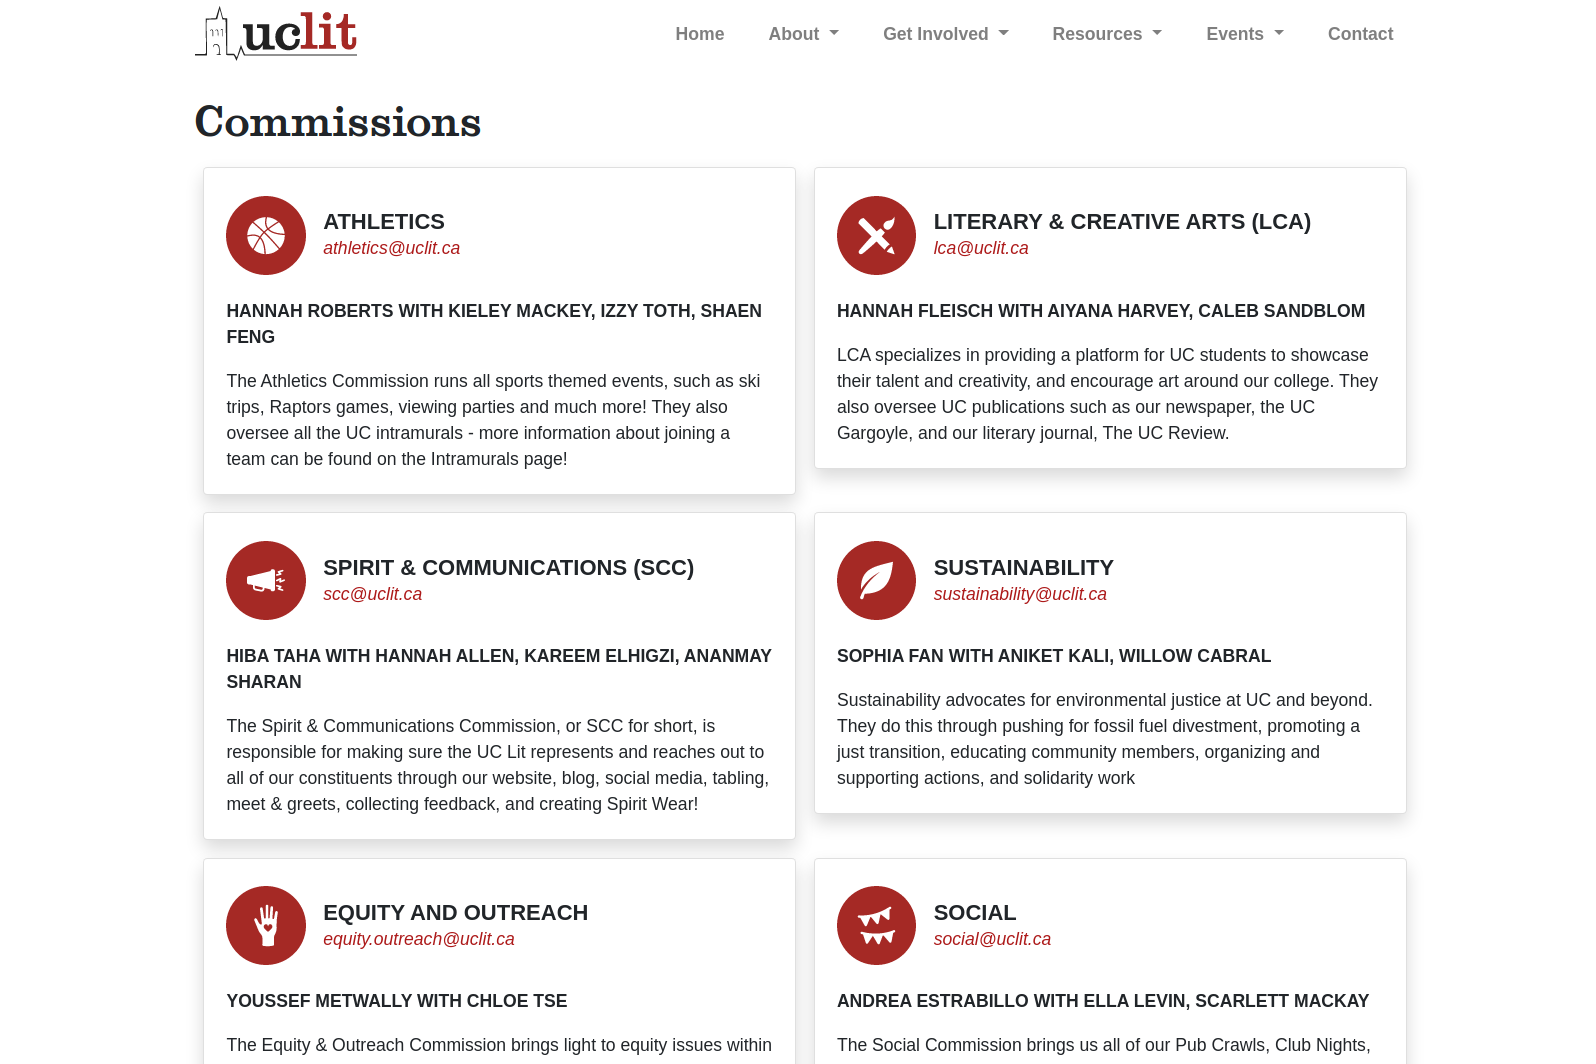 uclit
Home
About
Get Involved
Resources
Events
Contact
Commissions
ATHLETICS
athletics@uclit.ca
HANNAH ROBERTS WITH KIELEY MACKEY, IZZY TOTH, SHAEN
FENG
The Athletics Commission runs all sports themed events, such as ski
trips, Raptors games, viewing parties and much more! They also
oversee all the UC intramurals - more information about joining a
team can be found on the Intramurals page!
LITERARY & CREATIVE ARTS (LCA)
lca@uclit.ca
HANNAH FLEISCH WITH AIYANA HARVEY, CALEB SANDBLOM
LCA specializes in providing a platform for UC students to showcase
their talent and creativity, and encourage art around our college. They
also oversee UC publications such as our newspaper, the UC
Gargoyle, and our literary journal, The UC Review.
SPIRIT & COMMUNICATIONS (SCC)
scc@uclit.ca
HIBA TAHA WITH HANNAH ALLEN, KAREEM ELHIGZI, ANANMAY
SHARAN
The Spirit & Communications Commission, or SCC for short, is
responsible for making sure the UC Lit represents and reaches out to
all of our constituents through our website, blog, social media, tabling,
meet & greets, collecting feedback, and creating Spirit Wear!
SUSTAINABILITY
sustainability@uclit.ca
SOPHIA FAN WITH ANIKET KALI, WILLOW CABRAL
Sustainability advocates for environmental justice at UC and beyond.
They do this through pushing for fossil fuel divestment, promoting a
just transition, educating community members, organizing and
supporting actions, and solidarity work
EQUITY AND OUTREACH
equity.outreach@uclit.ca
YOUSSEF METWALLY WITH CHLOE TSE
The Equity & Outreach Commission brings light to equity issues within
SOCIAL
social@uclit.ca
ANDREA ESTRABILLO WITH ELLA LEVIN, SCARLETT MACKAY
The Social Commission brings us all of our Pub Crawls, Club Nights,